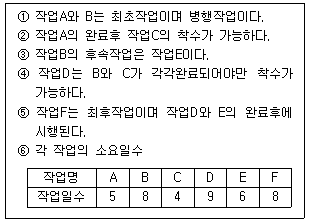 ① 작업A와 B는 최초작업이며 병행작업이다.
② 작업A의 완료후 작업C의 착수가 가능하다.
③ 작업B의 후속작업은 작업E이다.
④ 작업D는 B와 C가 각각완료되어야만 착수가
가능하다.
⑤ 작업F는 최후작업이며 작업D와 E의 완료후에
시행된다.
⑥ 각 작업의 소요일수
작업명 A B C D E F
작업일수 5 8 4 9 6 8